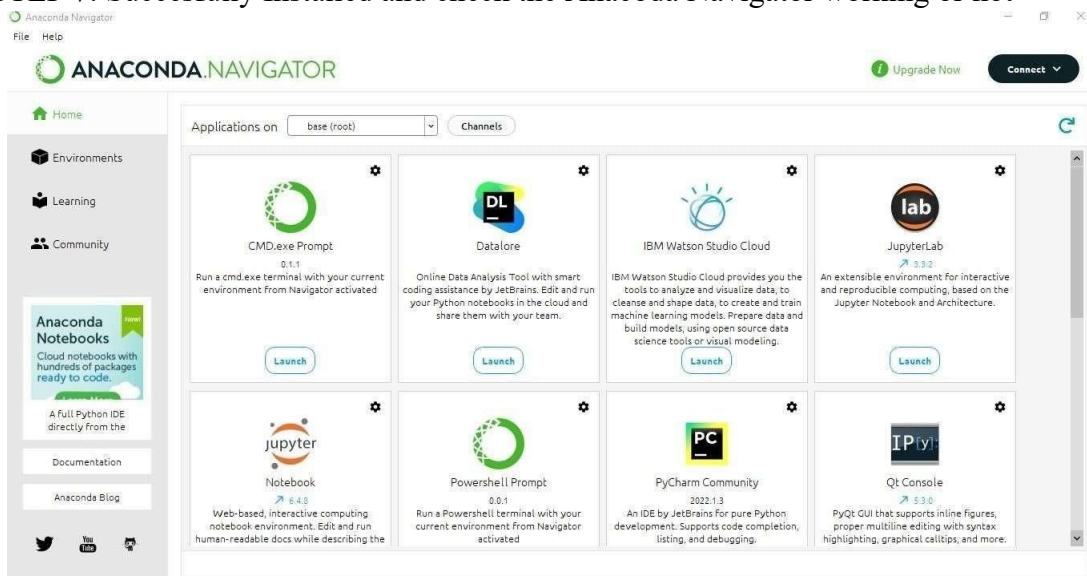 Anaconda Navigator
File Help
ANACONDA.NAVIGATOR
Upgrade Now
Connect
Home
Environments
Learning
Community
Anaconda
Notebooks
New!
Cloud notebooks with
hundreds of packages
ready to code.
A full Python IDE
directly from the
Documentation
Anaconda Blog
You
Tube
Applications on base (root) Channels
CMD.exe Prompt
0.1.1
Run a cmd.exe terminal with your current
environment from Navigator activated
Launch
DL
Datalore
Online Data Analysis Tool with smart
coding assistance by JetBrains. Edit and run
your Python notebooks in the cloud and
share them with your team.
Launch
IBM Watson Studio Cloud
IBM Watson Studio Cloud provides you the
tools to analyze and visualize data, to
cleanse and shape data, to create and train
machine learning models. Prepare data and
build models, using open source data
science tools or visual modeling.
Launch
lab
JupyterLab
3.3.2
An extensible environment for interactive
and reproducible computing, based on the
Jupyter Notebook and Architecture.
Launch
jupyter
Notebook
6.4.8
Web-based, interactive computing
notebook environment. Edit and run
human-readable docs while describing the
Powershell Prompt
0.0.1
Run a Powershell terminal with your
current environment from Navigator
activated
PC
PyCharm Community
2022.1.3
An IDE by JetBrains for pure Python
development. Supports code completion,
listing, and debugging.
IP[y]:
Qt Console
5.3.0
PyQt GUI that supports inline figures,
proper multiline editing with syntax
highlighting, graphical calltips, and more.